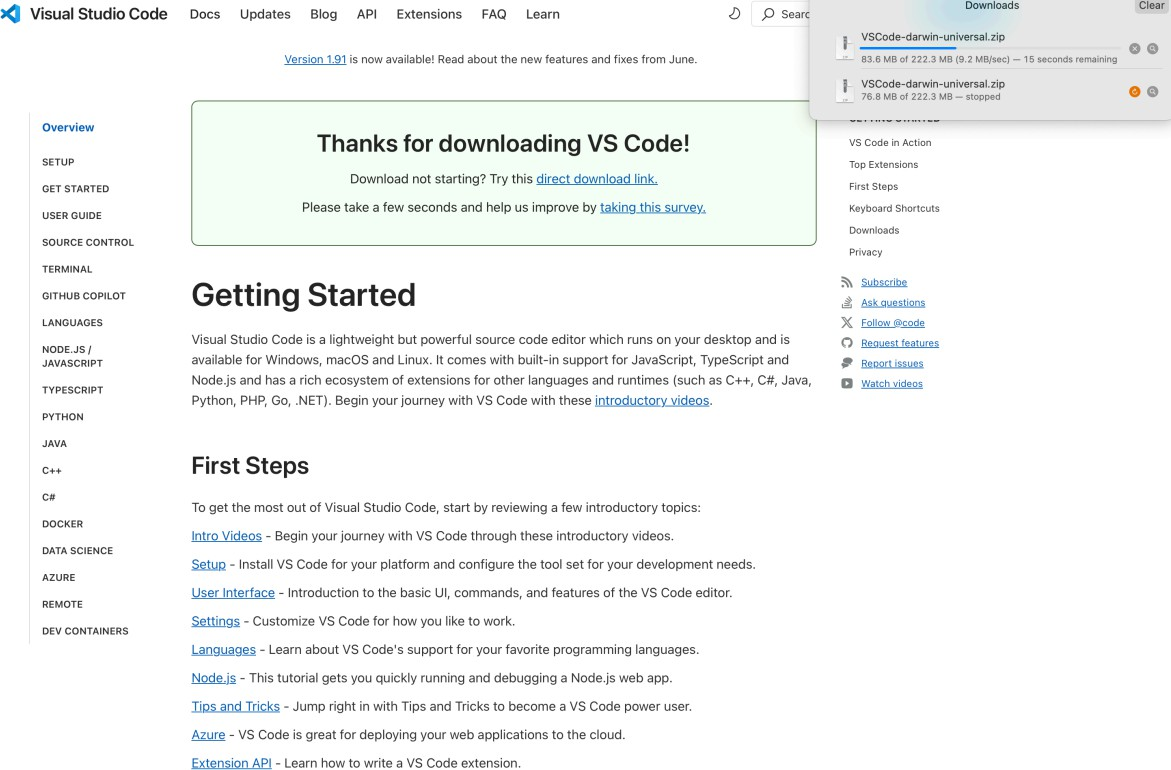 Visual Studio Code
Docs
Updates
Blog
API
Extensions
FAQ
Learn
Version 1.91 is now available! Read about the new features and fixes from June.
Downloads
Clear
VSCode-darwin-universal.zip
83.6 MB of 222.3 MB (9.2 MB/sec) — 15 seconds remaining
VSCode-darwin-universal.zip
76.8 MB of 222.3 MB — stopped
Overview
SETUP
GET STARTED
USER GUIDE
SOURCE CONTROL
TERMINAL
GITHUB COPILOT
LANGUAGES
NODE.JS /
JAVASCRIPT
TYPESCRIPT
PYTHON
JAVA
C++
C#
DOCKER
DATA SCIENCE
AZURE
REMOTE
DEV CONTAINERS
Thanks for downloading VS Code!
Download not starting? Try this direct download link.
Please take a few seconds and help us improve by taking this survey.
Getting Started
Visual Studio Code is a lightweight but powerful source code editor which runs on your desktop and is
available for Windows, macOS and Linux. It comes with built-in support for JavaScript, TypeScript and
Node.js and has a rich ecosystem of extensions for other languages and runtimes (such as C++, C#, Java,
Python, PHP, Go, .NET). Begin your journey with VS Code with these introductory videos.
First Steps
To get the most out of Visual Studio Code, start by reviewing a few introductory topics:
Intro Videos - Begin your journey with VS Code through these introductory videos.
Setup - Install VS Code for your platform and configure the tool set for your development needs.
User Interface - Introduction to the basic UI, commands, and features of the VS Code editor.
Settings - Customize VS Code for how you like to work.
Languages - Learn about VS Code's support for your favorite programming languages.
Node.js - This tutorial gets you quickly running and debugging a Node.js web app.
Tips and Tricks - Jump right in with Tips and Tricks to become a VS Code power user.
Azure - VS Code is great for deploying your web applications to the cloud.
Extension API - Learn how to write a VS Code extension.
GETTING STARTED
VS Code in Action
Top Extensions
First Steps
Keyboard Shortcuts
Downloads
Privacy
Subscribe
Ask questions
Follow @code
Request features
Report issues
Watch videos